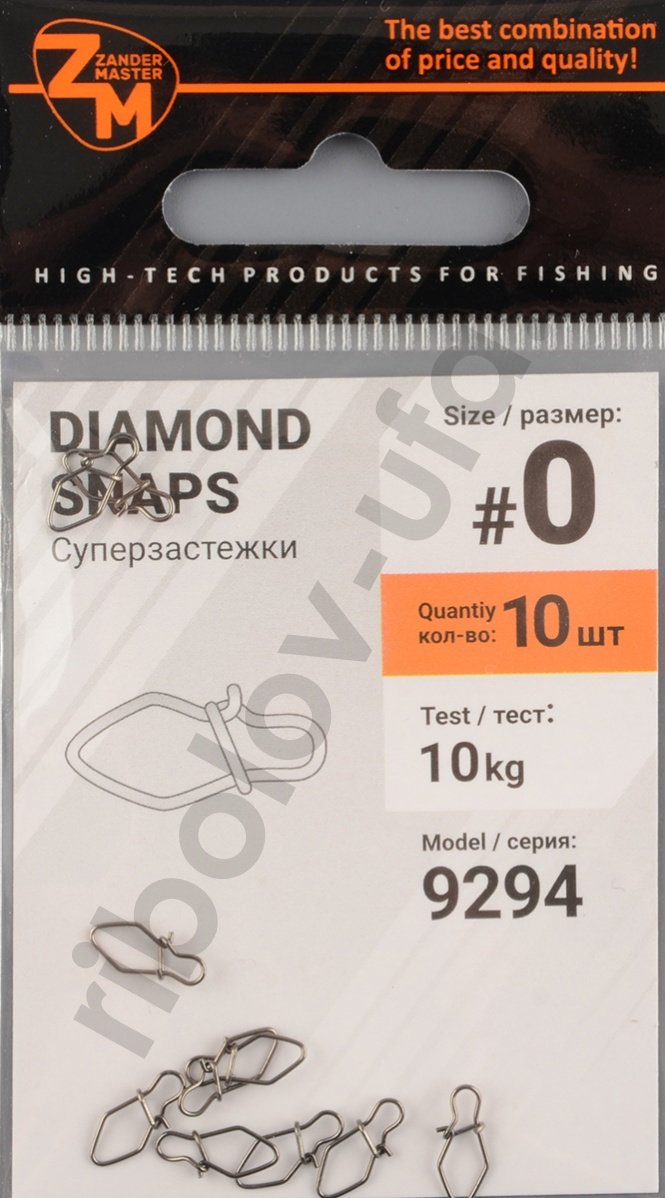 ZANDER
MASTER
ZM
The best combination
of price and quality!
HIGH-TECH PRODUCTS FOR FISHING
DIAMOND
SNAPS
Суперзастежки
Size / размер:
#0
Quantiy
кол-во: 10 шт
Test / тест:
10kg
Model / серия:
9294
ribolov-ufa.